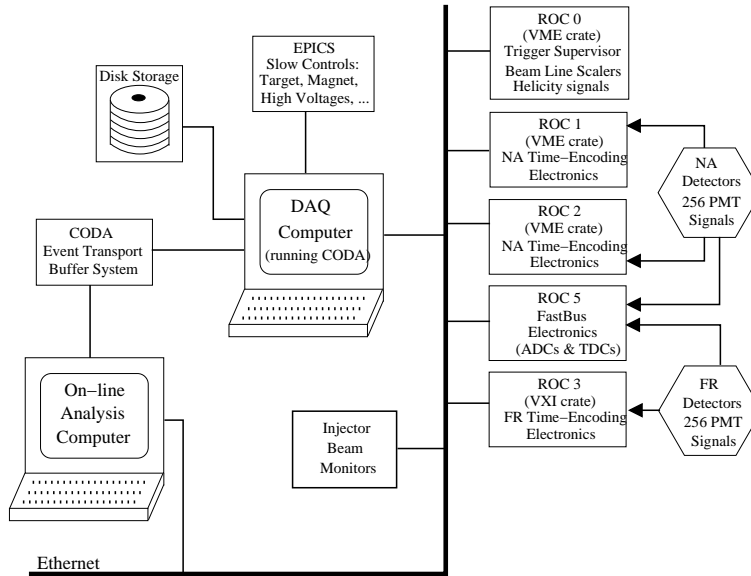 Disk Storage
EPICS
Slow Controls:
Target, Magnet,
High Voltages, ...
DAQ
Computer
(running CODA)
CODA
Event Transport
Buffer System
On−line
Analysis
Computer
Injector
Beam
Monitors
Ethernet
ROC 0
(VME crate)
Trigger Supervisor
Beam Line Scalers
Helicity signals
ROC 1
(VME crate)
NA Time−Encoding
Electronics
ROC 2
(VME crate)
NA Time−Encoding
Electronics
ROC 5
FastBus
Electronics
(ADCs & TDCs)
ROC 3
(VXI crate)
FR Time−Encoding
Electronics
NA
Detectors
256 PMT
Signals
FR
Detectors
256 PMT
Signals